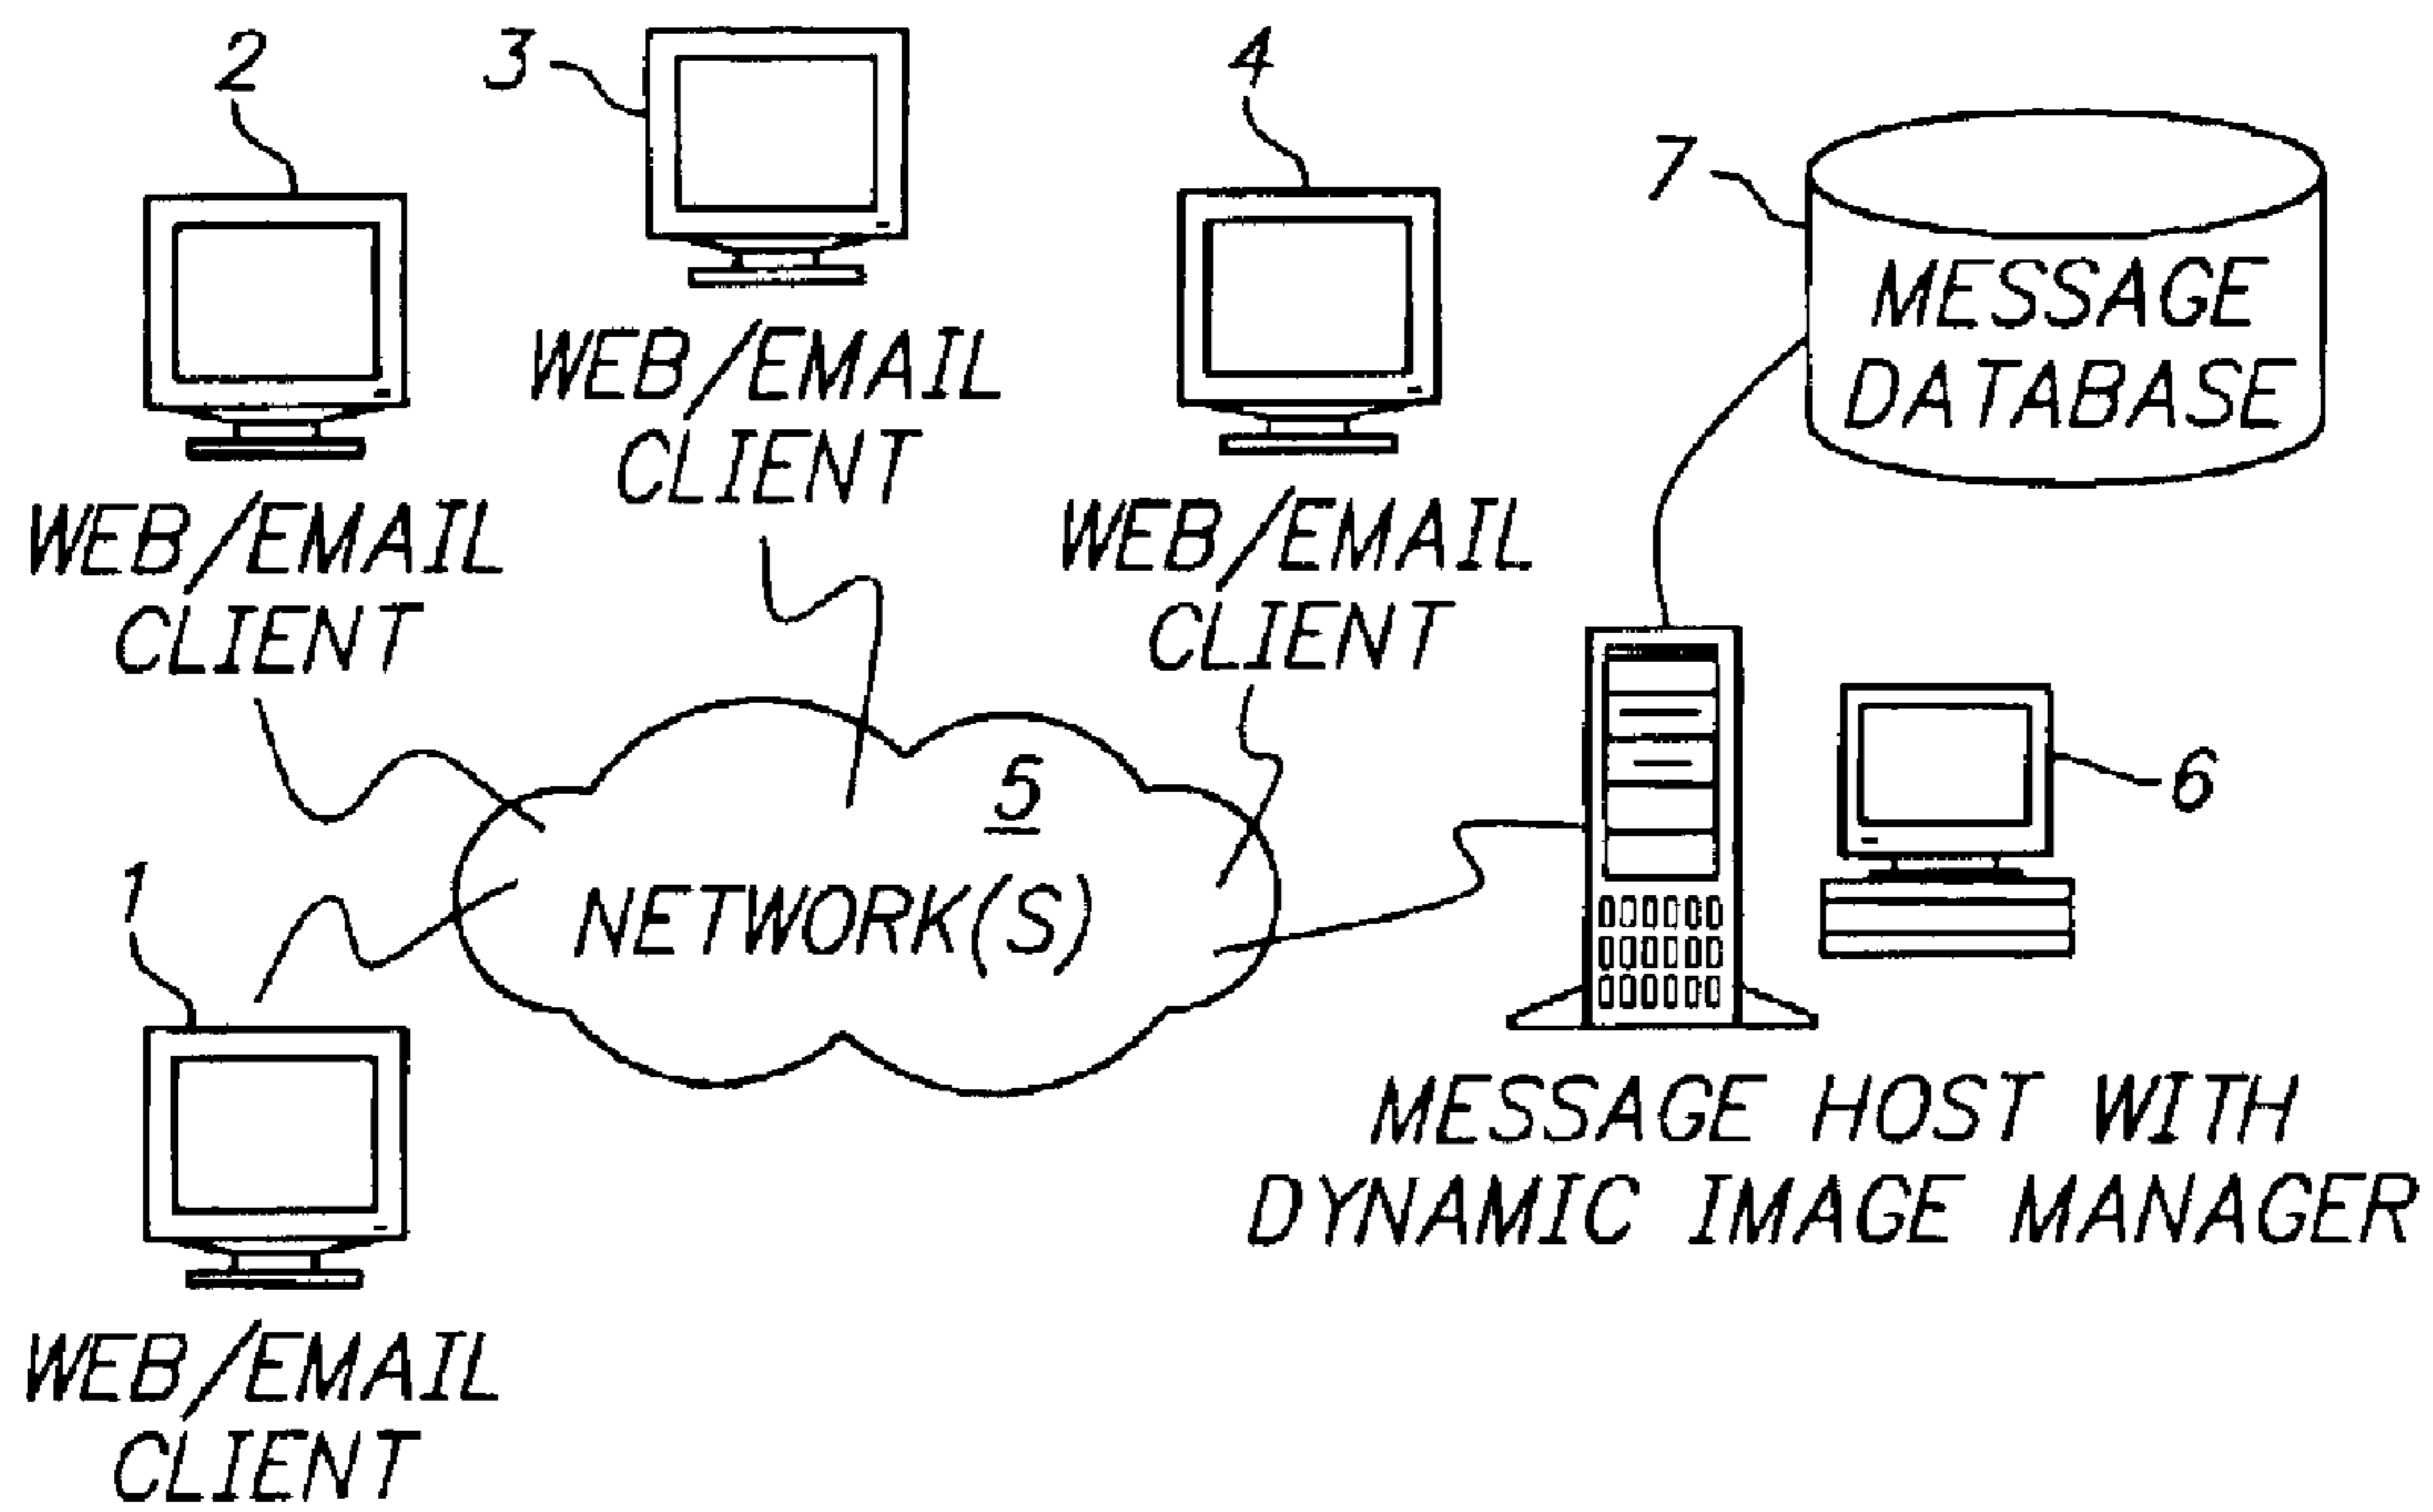 2
3
4
7
MESSAGE
DATABASE
WEB/EMAIL
CLIENT
WEB/EMAIL
CLIENT
WEB/EMAIL
CLIENT
5
NETWORK(S)
6
1
MESSAGE HOST WITH
DYNAMIC IMAGE MANAGER
WEB/EMAIL
CLIENT